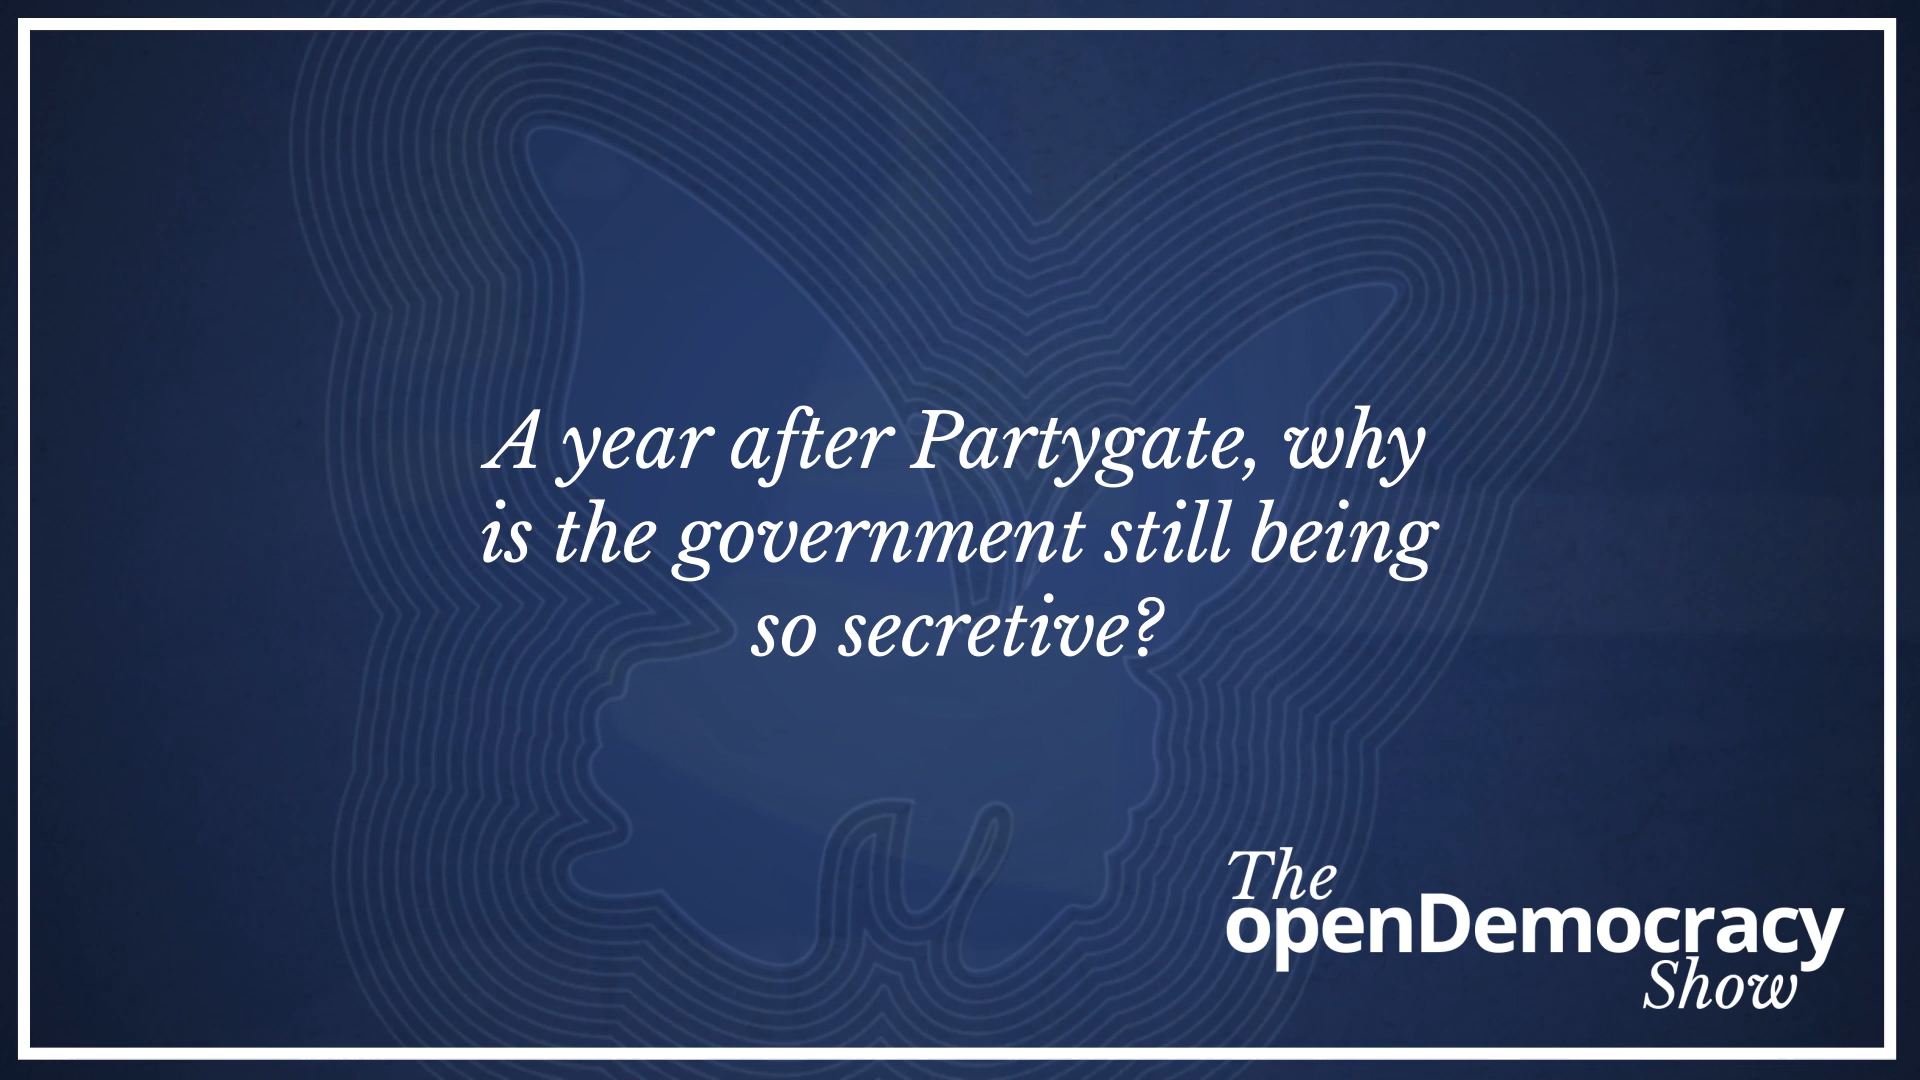 A year after Partygate, why
is the government still being
so secretive?
The
openDemocracy
Show